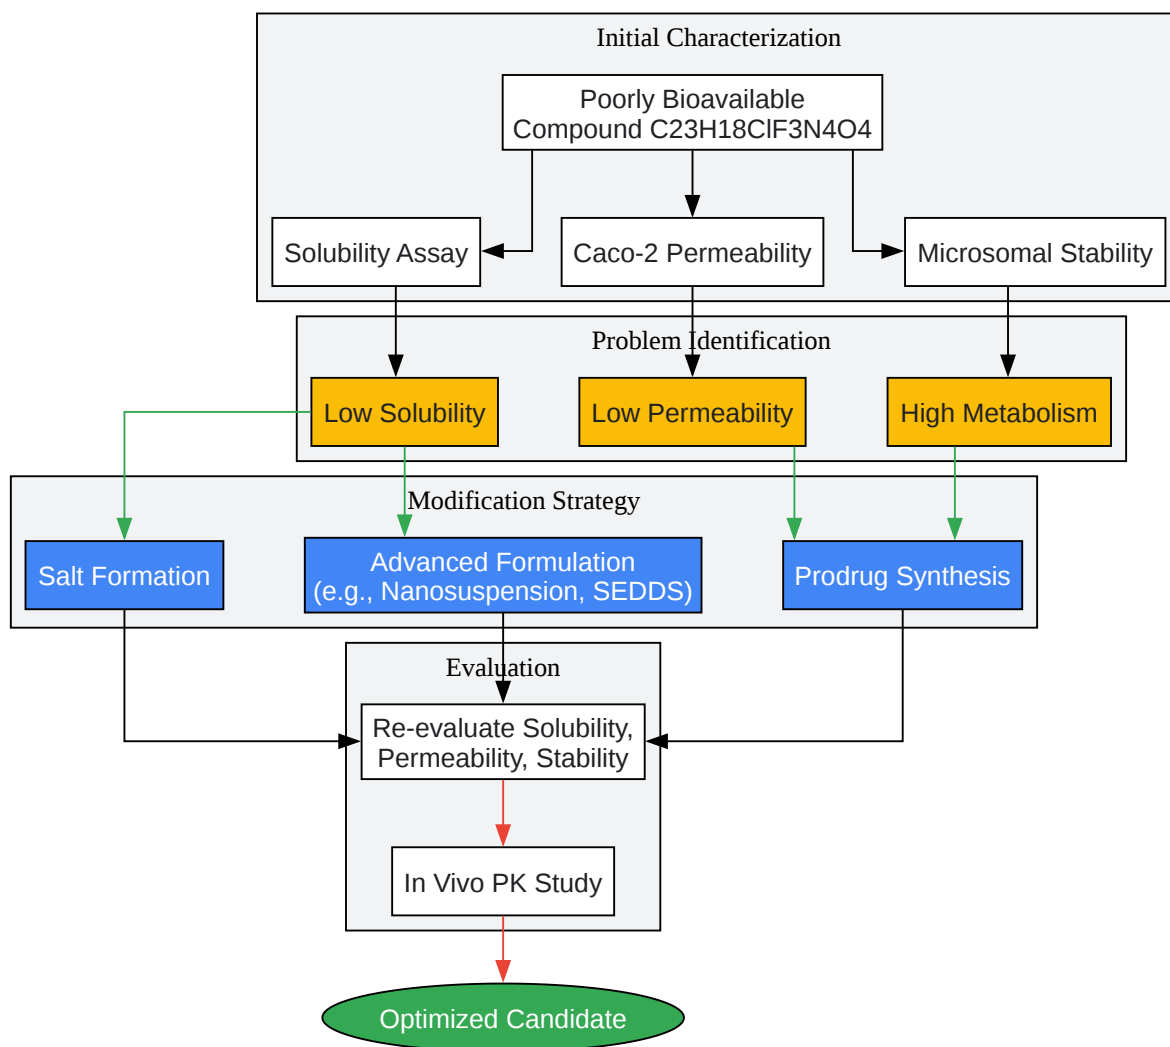 Initial Characterization
Poorly Bioavailable
Compound C23H18ClF3N4O4
Solubility Assay
Caco-2 Permeability
Microsomal Stability
Problem Identification
Low Solubility
Low Permeability
High Metabolism
Modification Strategy
Salt Formation
Advanced Formulation
(e.g., Nanosuspension, SEDDS)
Prodrug Synthesis
Evaluation
Re-evaluate Solubility,
Permeability, Stability
In Vivo PK Study
Optimized Candidate